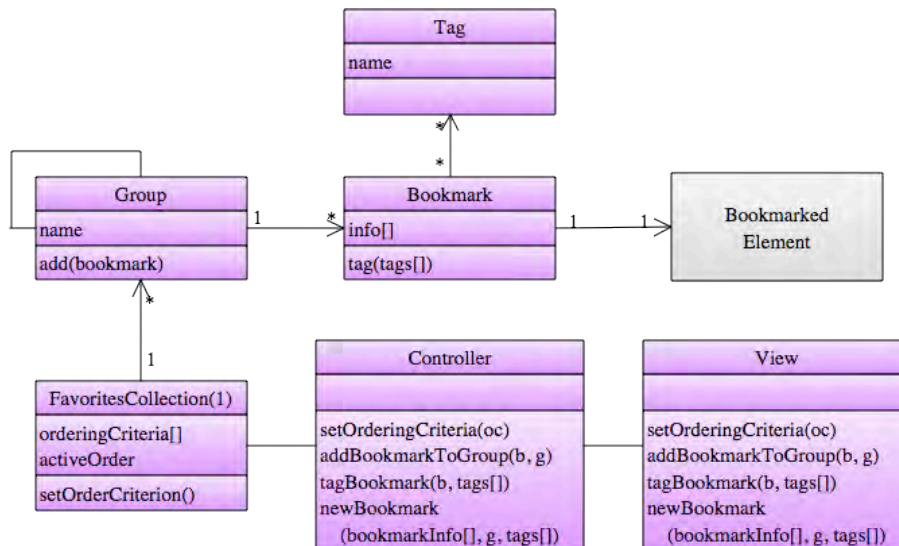 Tag
name
*
*
Group
name
add(bookmark)
1
*
Bookmark
info[]
tag(tags[])
1
1
Bookmarked
Element
*
1
FavoritesCollection(1)
orderingCriteria[]
activeOrder
setOrderCriterion()
Controller
setOrderingCriteria(oc)
addBookmarkToGroup(b, g)
tagBookmark(b, tags[])
newBookmark
(bookmarkInfo[], g, tags[])
View
setOrderingCriteria(oc)
addBookmarkToGroup(b, g)
tagBookmark(b, tags[])
newBookmark
(bookmarkInfo[], g, tags[])